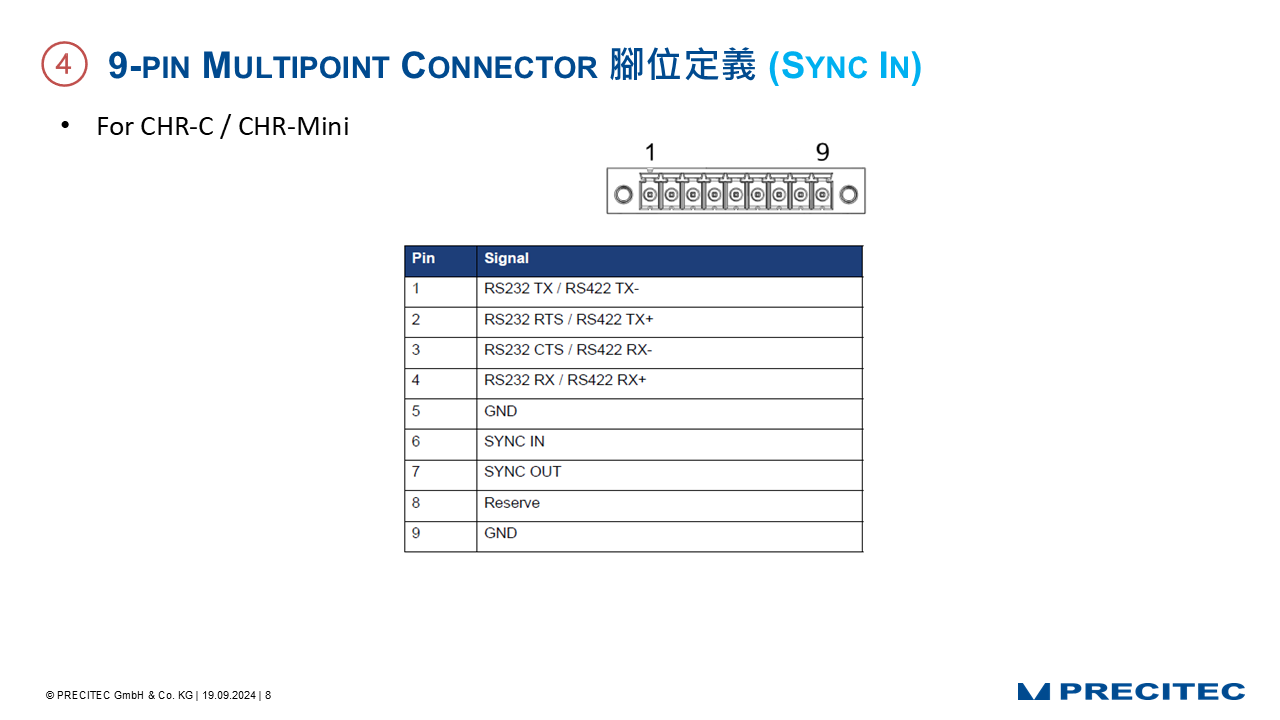 4 9-PIN MULTIPOINT CONNECTOR 腳位定義 (SYNC IN)
• For CHR-C / CHR-Mini
1 9
Pin Signal
1 RS232 TX / RS422 TX-
2 RS232 RTS / RS422 TX+
3 RS232 CTS / RS422 RX-
4 RS232 RX / RS422 RX+
5 GND
6 SYNC IN
7 SYNC OUT
8 Reserve
9 GND
© PRECITEC GmbH & Co. KG | 19.09.2024 | 8
PRECITEC